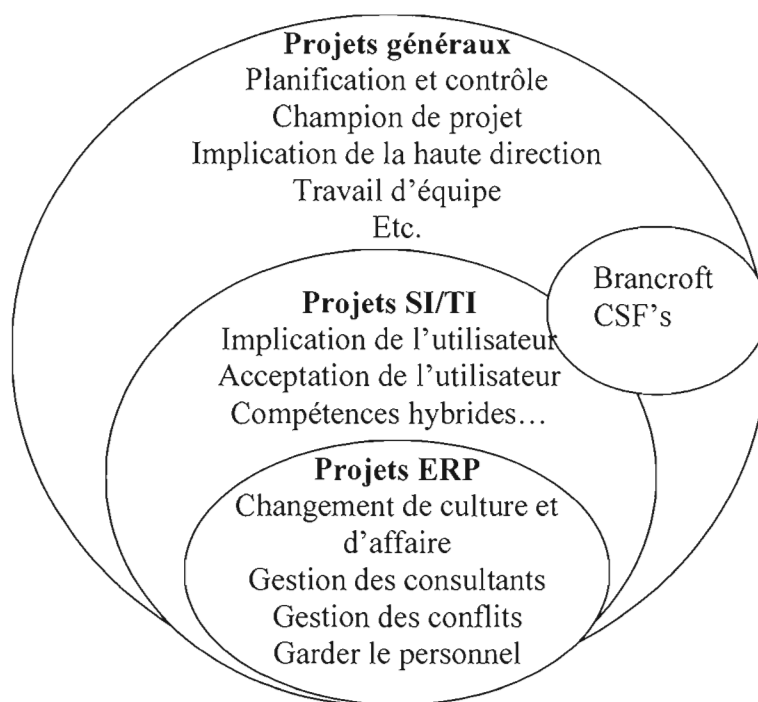 Projets généraux
Planification et contrôle
Champion de projet
Implication de la haute direction
Travail d'équipe
Etc.
Brancroft
CSF's
Projets SI/TI
Implication de l'utilisateur
Acceptation de l'utilisateur
Compétences hybrides…
Projets ERP
Changement de culture et
d'affaire
Gestion des consultants
Gestion des conflits
Garder le personnel